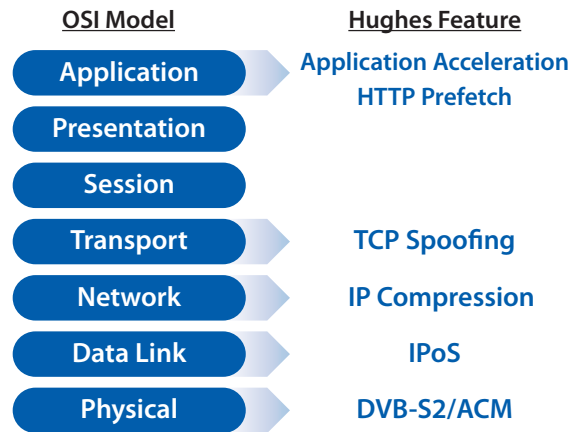 OSI Model Hughes Feature
Application Application Acceleration
HTTP Prefetch
Presentation
Session
Transport TCP Spoofing
Network IP Compression
Data Link IPoS
Physical DVB-S2/ACM